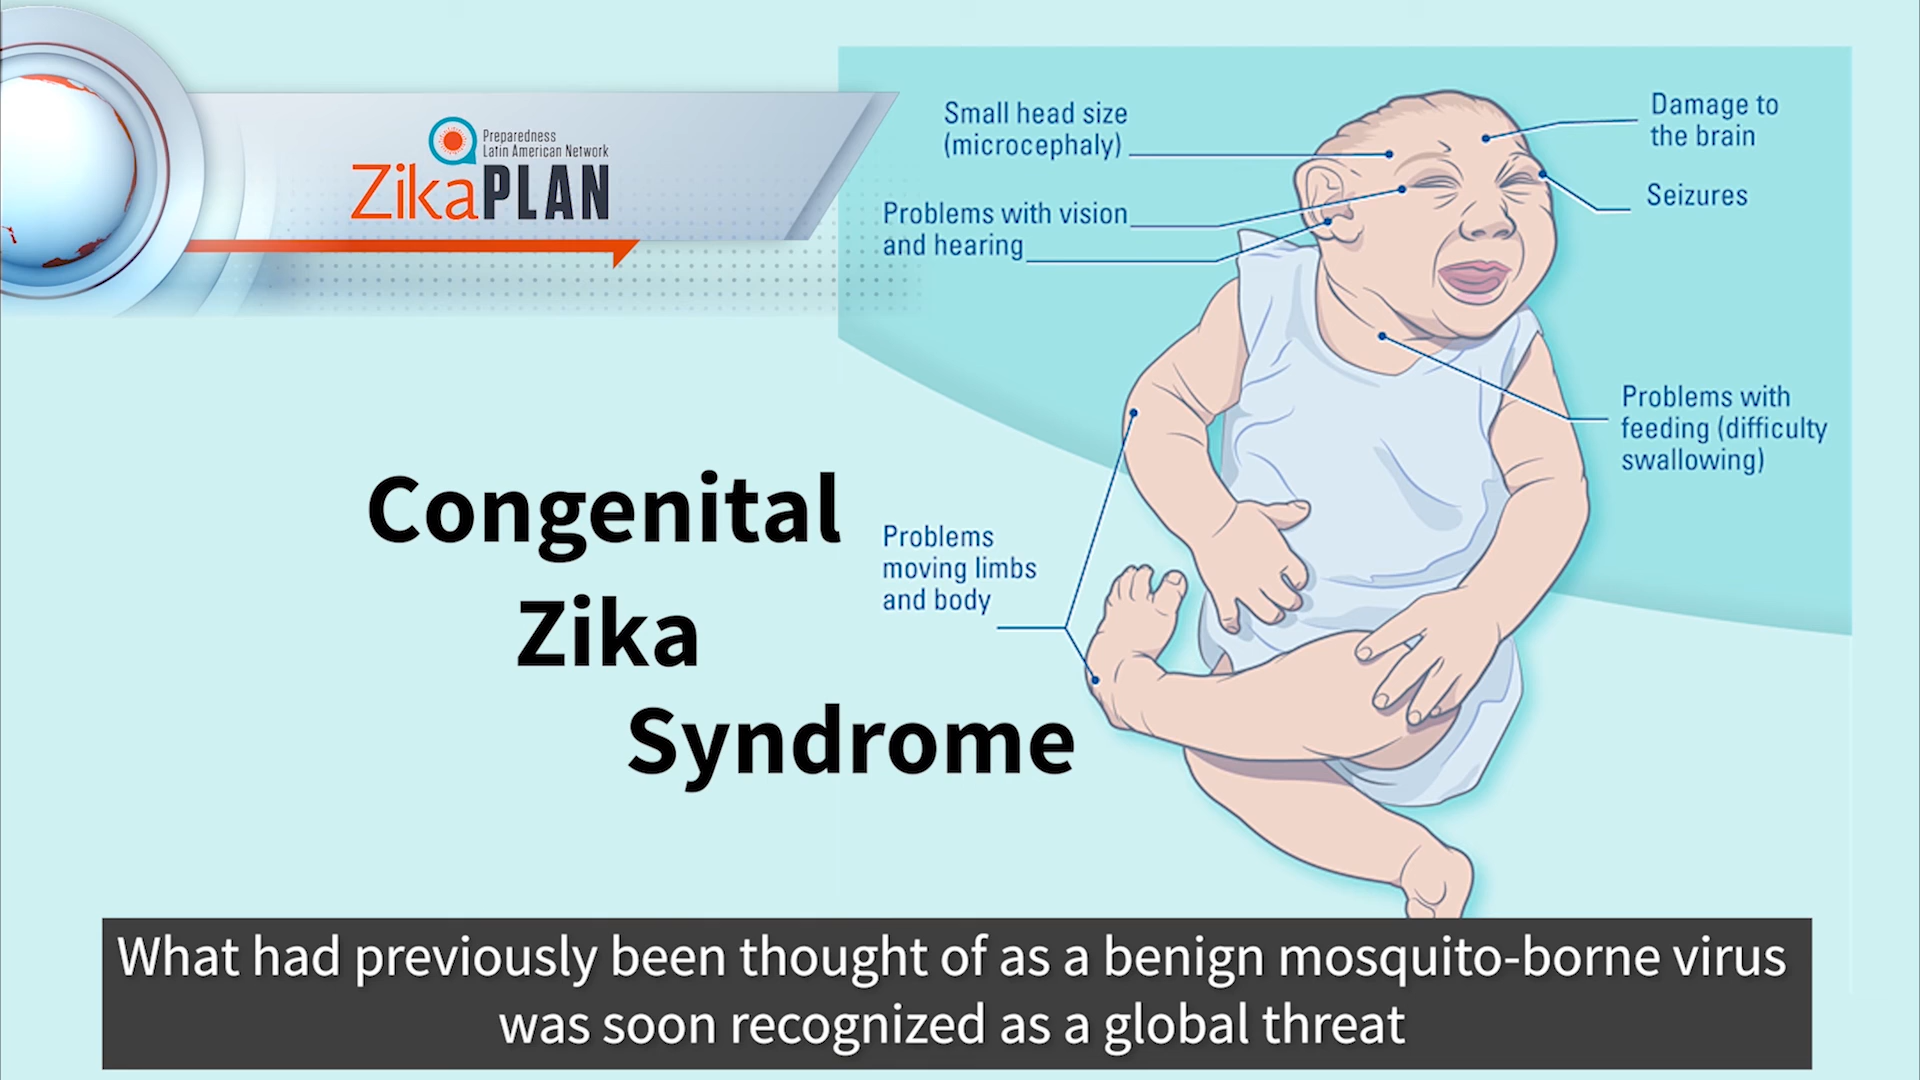 Preparedness
Latin American Network
ZikaPLAN
Small head size
(microcephaly)
Damage to
the brain
Seizures
Problems with vision
and hearing
Problems with
feeding (difficulty
swallowing)
Problems
moving limbs
and body
Congenital
Zika
Syndrome
What had previously been thought of as a benign mosquito-borne virus
was soon recognized as a global threat